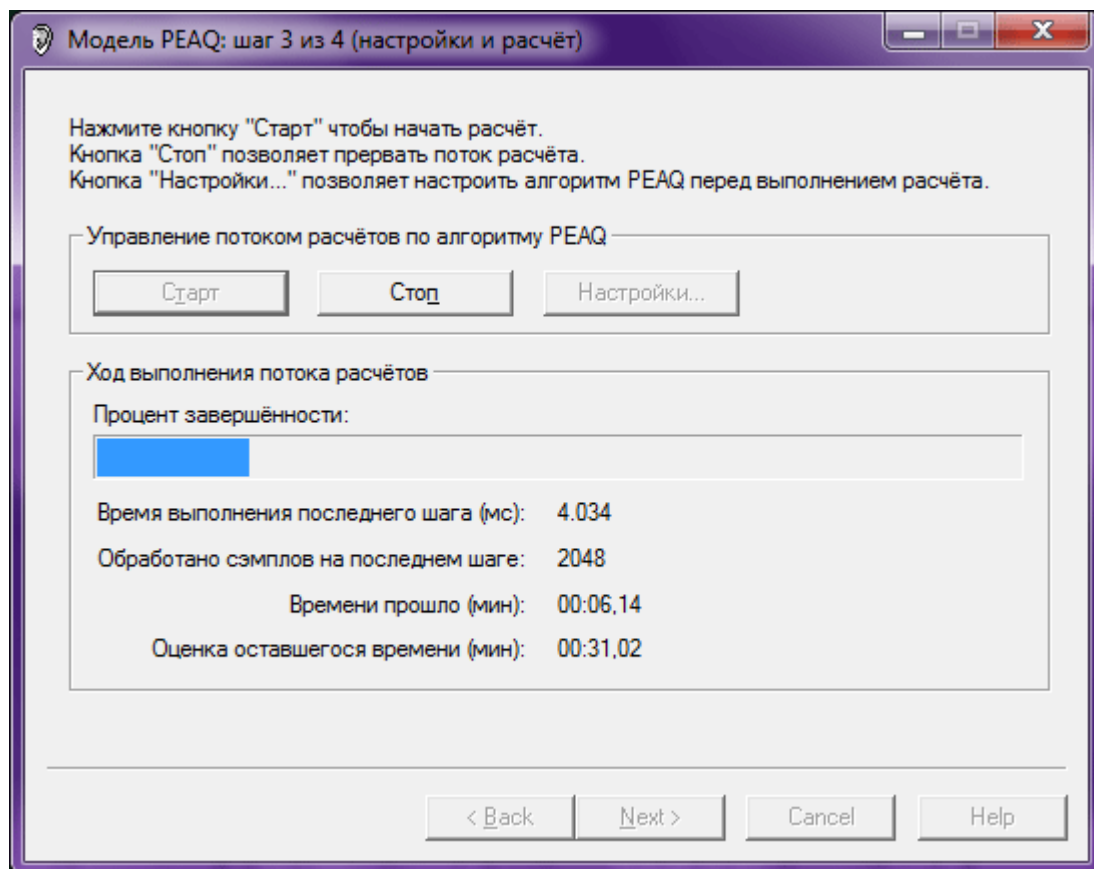 Модель PEAQ: шаг 3 из 4 (настройки и расчёт)
Нажмите кнопку "Старт" чтобы начать расчёт.
Кнопка "Стоп" позволяет прервать поток расчёта.
Кнопка "Настройки..." позволяет настроить алгоритм PEAQ перед выполнением расчёта.
Управление потоком расчётов по алгоритму PEAQ
Старт Стоп Настройки...
Ход выполнения потока расчётов
Процент завершённости:
Время выполнения последнего шага (мс): 4.034
Обработано сэмплов на последнем шаге: 2048
Времени прошло (мин): 00:06,14
Оценка оставшегося времени (мин): 00:31,02
< Back Next > Cancel Help